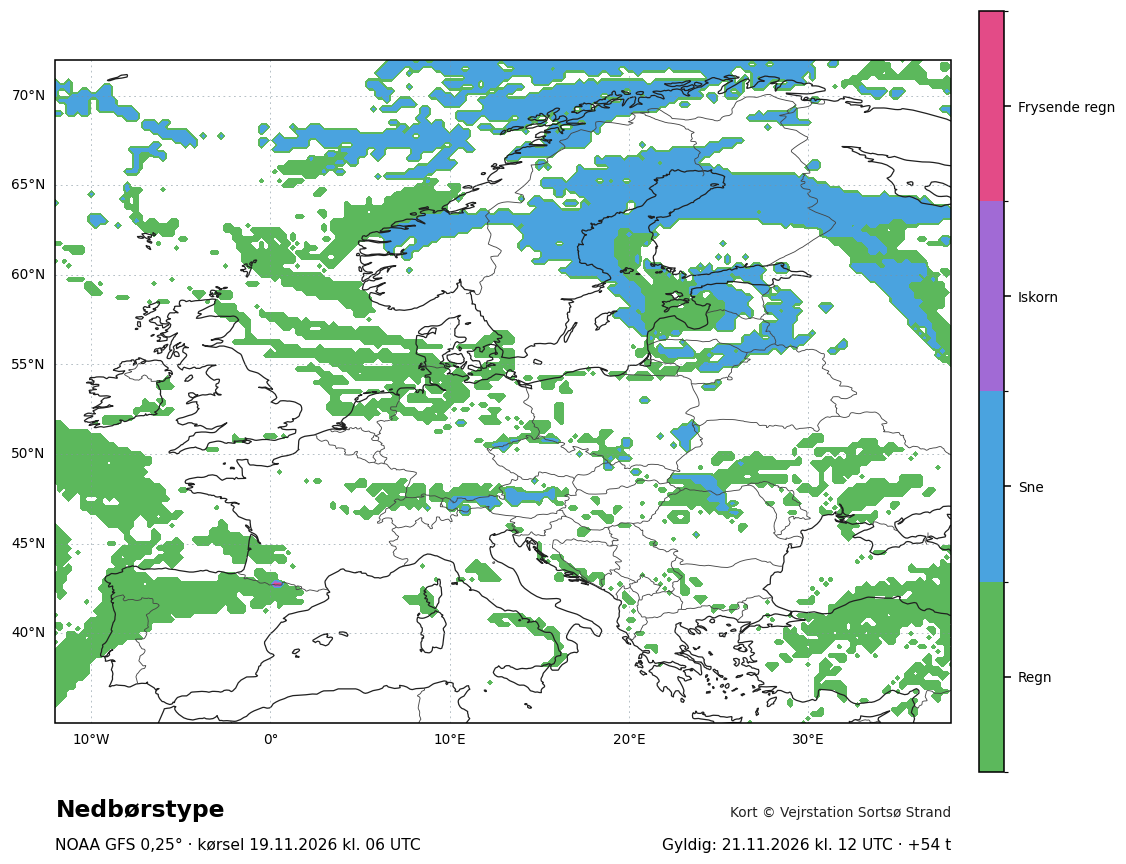 70°N
65°N
60°N
55°N
50°N
45°N
40°N
10°W
0°
10°E
20°E
30°E
Frysende regn
Iskorn
Sne
Regn
Nedbørstype
Kort © Vejrstation Sortsø Strand
NOAA GFS 0,25° · kørsel 19.11.2026 kl. 06 UTC
Gyldig: 21.11.2026 kl. 12 UTC · +54 t